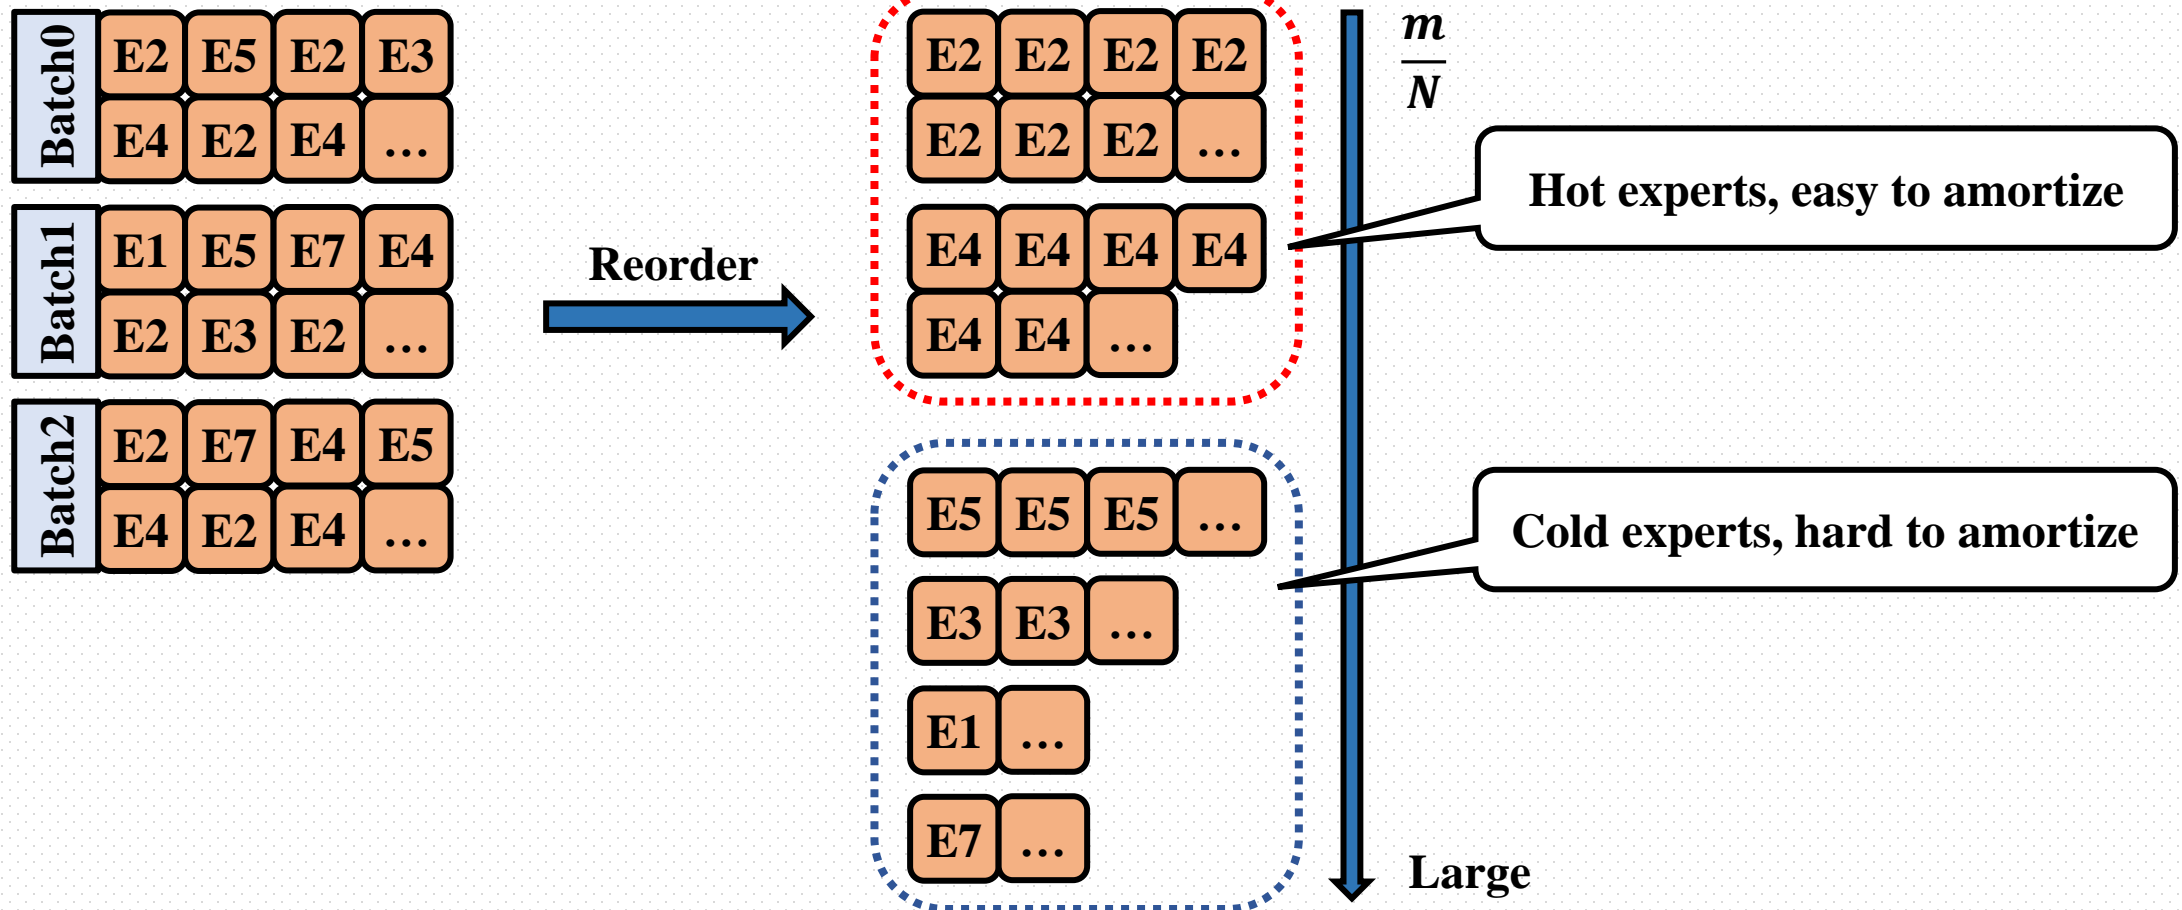 Batch0
E2 E5 E2 E3
E4 E2 E4 …
Batch1
E1 E5 E7 E4
E2 E3 E2 …
Batch2
E2 E7 E4 E5
E4 E2 E4 …
Reorder
E2 E2 E2 E2
E2 E2 E2 …
E4 E4 E4 E4
E4 E4 …
E5 E5 E5 …
E3 E3 …
E1 …
E7 …
m
N
Hot experts, easy to amortize
Cold experts, hard to amortize
Large